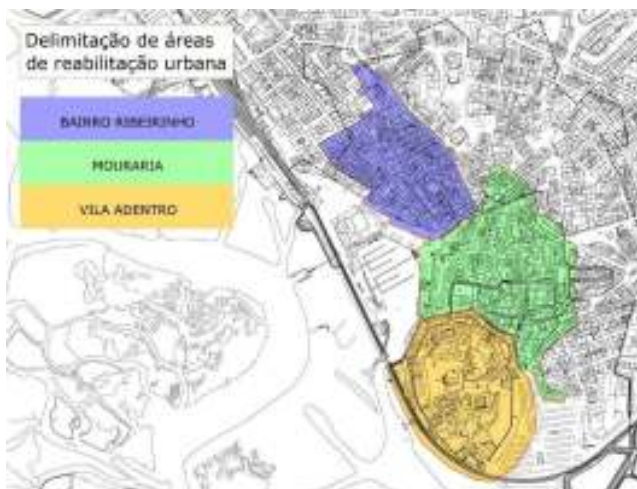 Delimitação de áreas
de reabilitação urbana
BAIRRO RIBEIRINHO
MOURARIA
VILA ADENTRO